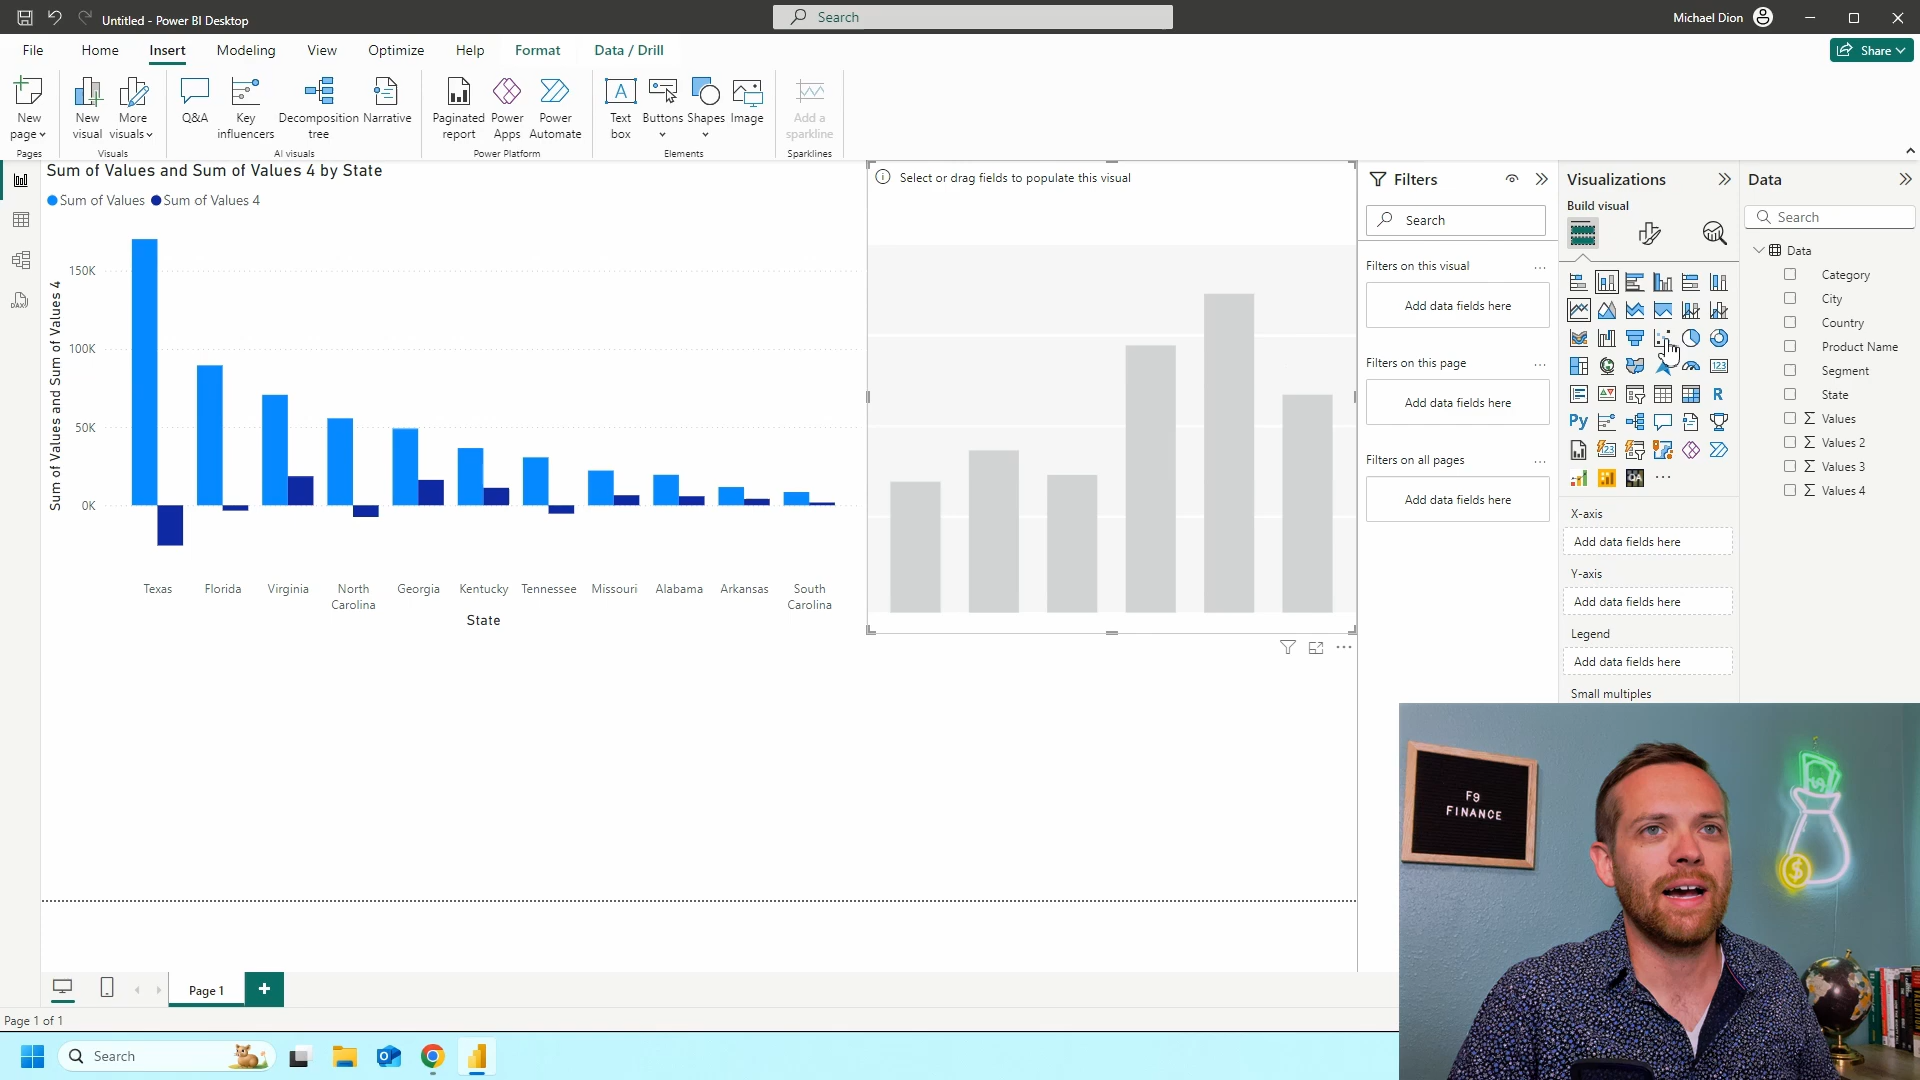 Untitled - Power BI Desktop
Search
Michael Dion
File
Home
Insert
Modeling
View
Optimize
Help
Format
Data / Drill
Share
New page
New visual
More visuals
Q&A
Key influencers
Decomposition tree
Narrative
Paginated report
Power Apps
Power Automate
Text box
Buttons
Shapes
Image
Add a sparkline
Pages
Visuals
AI visuals
Power Platform
Elements
Sparklines
Sum of Values and Sum of Values 4 by State
Sum of Values
Sum of Values 4
Sum of Values and Sum of Values 4
150K
100K
50K
0K
Texas
Florida
Virginia
North Carolina
Georgia
Kentucky
Tennessee
Missouri
Alabama
Arkansas
South Carolina
State
Select or drag fields to populate this visual
Filters
Search
Filters on this visual
Add data fields here
Filters on this page
Add data fields here
Filters on all pages
Add data fields here
Visualizations
Build visual
123
R
Py
X-axis
Add data fields here
Y-axis
Add data fields here
Legend
Add data fields here
Small multiples
Data
Search
Data
Category
City
Country
Product Name
Segment
State
Values
Values 2
Values 3
Values 4
F9
FINANCE
Page 1
Page 1 of 1
Search